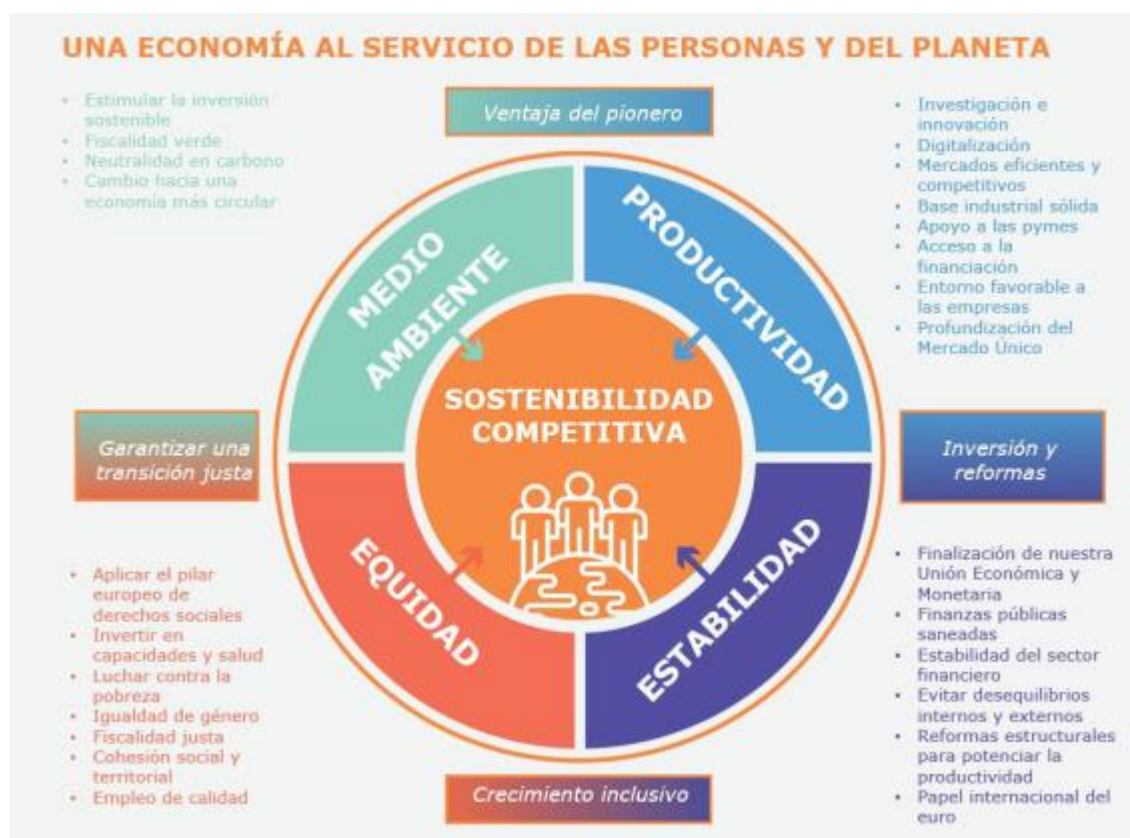 UNA ECONOMÍA AL SERVICIO DE LAS PERSONAS Y DEL PLANETA
• Estimular la inversión
sostenible
• Fiscalidad verde
• Neutralidad en carbono
• Cambio hacia una
economía más circular
Ventaja del pionero
• Investigación e
innovación
• Digitalización
• Mercados eficientes y
competitivos
• Base industrial sólida
• Apoyo a las pymes
• Acceso a la
financiación
• Entorno favorable a
las empresas
• Profundización del
Mercado Único
MEDIO
AMBIENTE
PRODUCTIVIDAD
SOSTENIBILIDAD
COMPETITIVA
Garantizar una
transición justa
Inversión y
reformas
EQUIDAD
ESTABILIDAD
• Aplicar el pilar
europeo de
derechos sociales
• Invertir en
capacidades y salud
• Luchar contra la
pobreza
• Igualdad de género
• Fiscalidad justa
• Cohesión social y
territorial
• Empleo de calidad
Crecimiento inclusivo
• Finalización de nuestra
Unión Económica y
Monetaria
• Finanzas públicas
saneadas
• Estabilidad del sector
financiero
• Evitar desequilibrios
internos y externos
• Reformas estructurales
para potenciar la
productividad
• Papel internacional del
euro